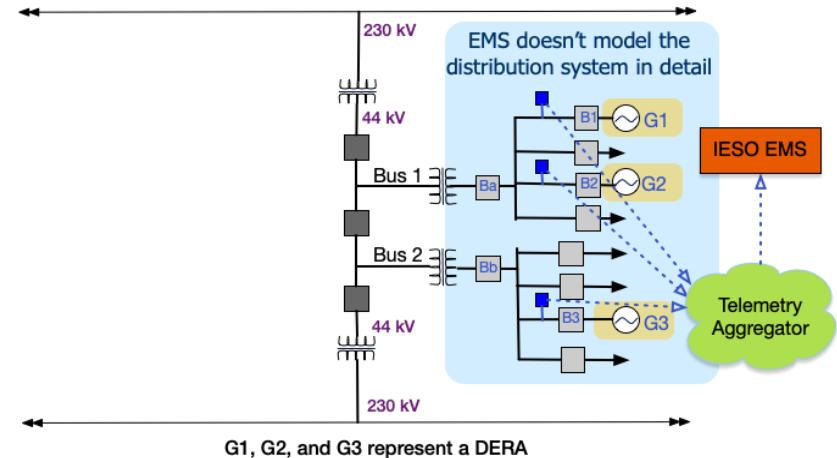 230 kV
EMS doesn't model the
distribution system in detail
44 kV
B1
G1
IESO EMS
Bus 1
Ba
B2
G2
Bus 2
Bb
B3
G3
Telemetry
Aggregator
44 kV
230 kV
G1, G2, and G3 represent a DERA